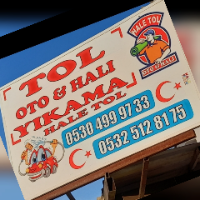 TOL
OTO & HALI
YIKAMA
HALE TOL
0530 499 97 33
0532 512 81 75
HALE TOL